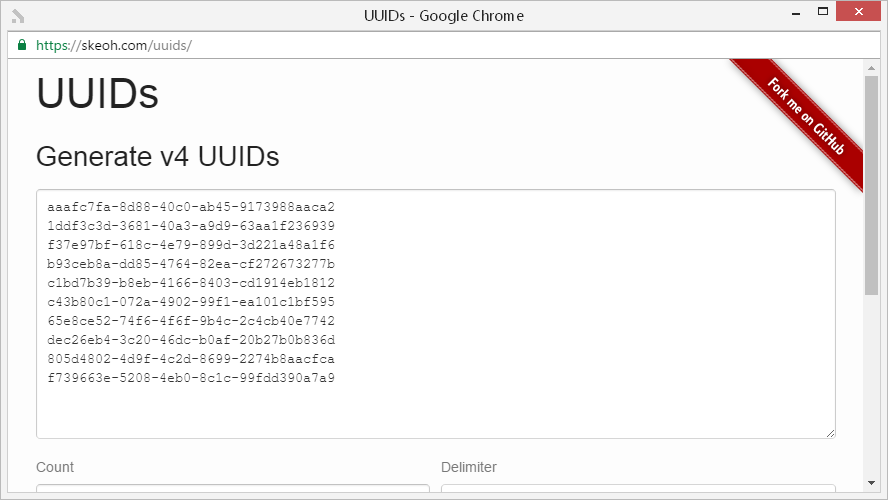 UUIDs - Google Chrome
https://skeoh.com/uuids/
UUIDs
Fork me on GitHub
Generate v4 UUIDs
aaafc7fa-8d88-40c0-ab45-9173988aaca2
1ddf3c3d-3681-40a3-a9d9-63aa1f236939
f37e97bf-618c-4e79-899d-3d221a48a1f6
b93ceb8a-dd85-4764-82ea-cf272673277b
c1bd7b39-b8eb-4166-8403-cd1914eb1812
c43b80c1-072a-4902-99f1-ea101c1bf595
65e8ce52-74f6-4f6f-9b4c-2c4cb40e7742
dec26eb4-3c20-46dc-b0af-20b27b0b836d
805d4802-4d9f-4c2d-8699-2274b8aacfca
f739663e-5208-4eb0-8c1c-99fdd390a7a9
Count Delimiter